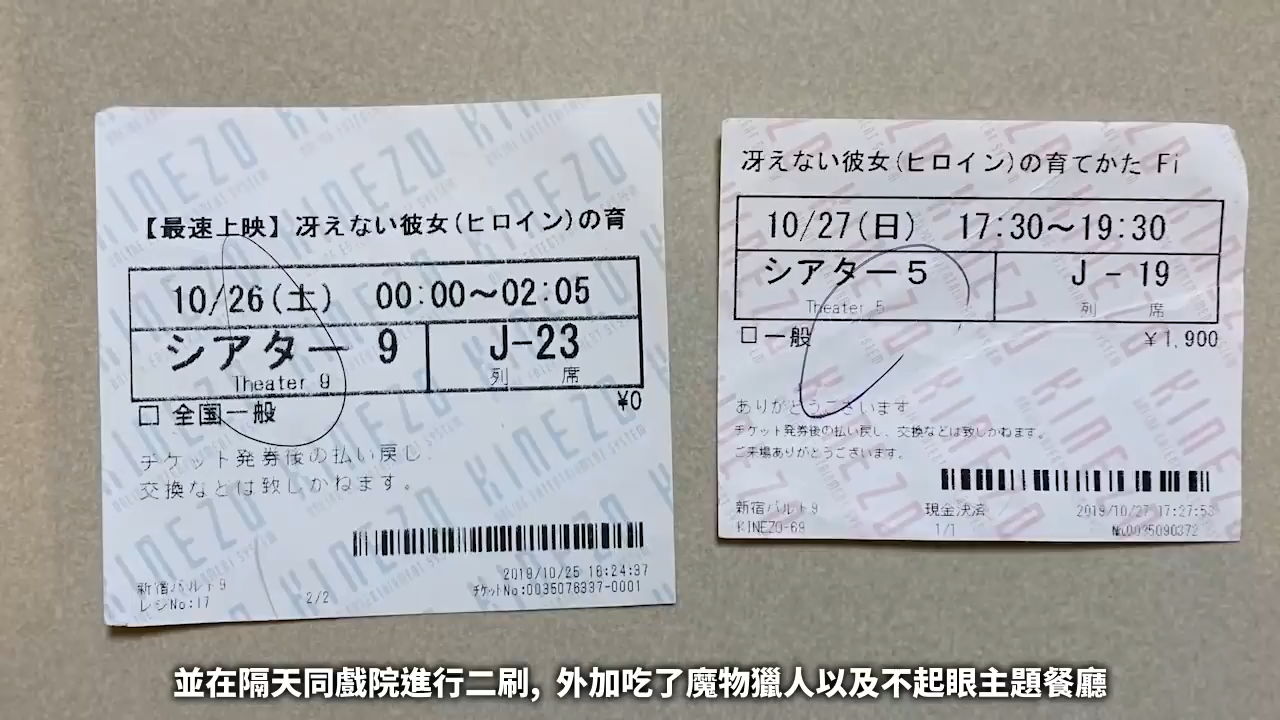 【最速上映】冴えない彼女(ヒロイン)の育
10/26(土) 00:00～02:05
シアター 9
Theater 9
J-23
列 席
□ 全国一般
¥0
チケット発券後の払い戻し、
交換などは致しかねます。
2019/10/25 16:24:37
新宿バルト9
チケットNo:0035076337-0001
レジNo:17
2/2
冴えない彼女(ヒロイン)の育てかた Fi
10/27(日) 17:30～19:30
シアター5
Theater 5
J - 19
列 席
□一般
¥1,900
ありがとうございます。
チケット発券後の払い戻し、交換などは致しかねます。
ご来場ありがとうございます。
新宿バルト9 現金決済 2019/10/27 17:27:53
KINEZO-69 1/1 №0035090372
並在隔天同戲院進行二刷, 外加吃了魔物獵人以及不起眼主題餐廳